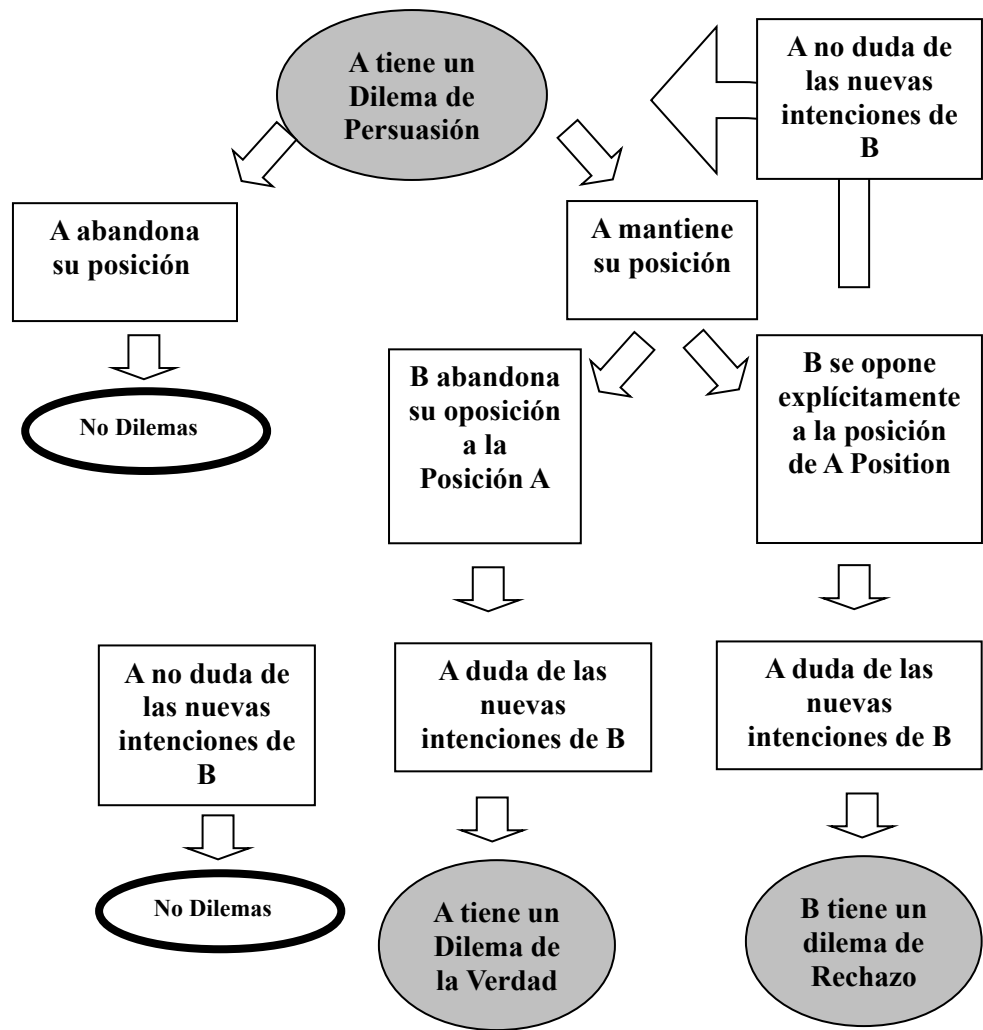 A tiene un
Dilema de
Persuasión
A no duda de
las nuevas
intenciones de
B
A abandona
su posición
A mantiene
su posición
No Dilemas
B abandona
su oposición
a la
Posición A
B se opone
explícitamente
a la posición
de A Position
A no duda de
las nuevas
intenciones de
B
A duda de las
nuevas
intenciones de B
A duda de las
nuevas
intenciones de B
No Dilemas
A tiene un
Dilema de
la Verdad
B tiene un
dilema de
Rechazo